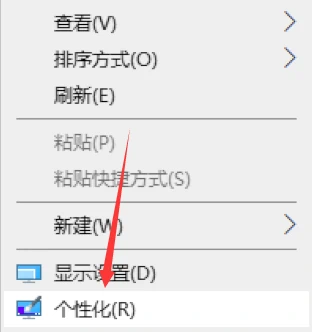 查看(V)
排序方式(O)
刷新(E)
粘贴(P)
粘贴快捷方式(S)
新建(W)
显示设置(D)
个性化(R)